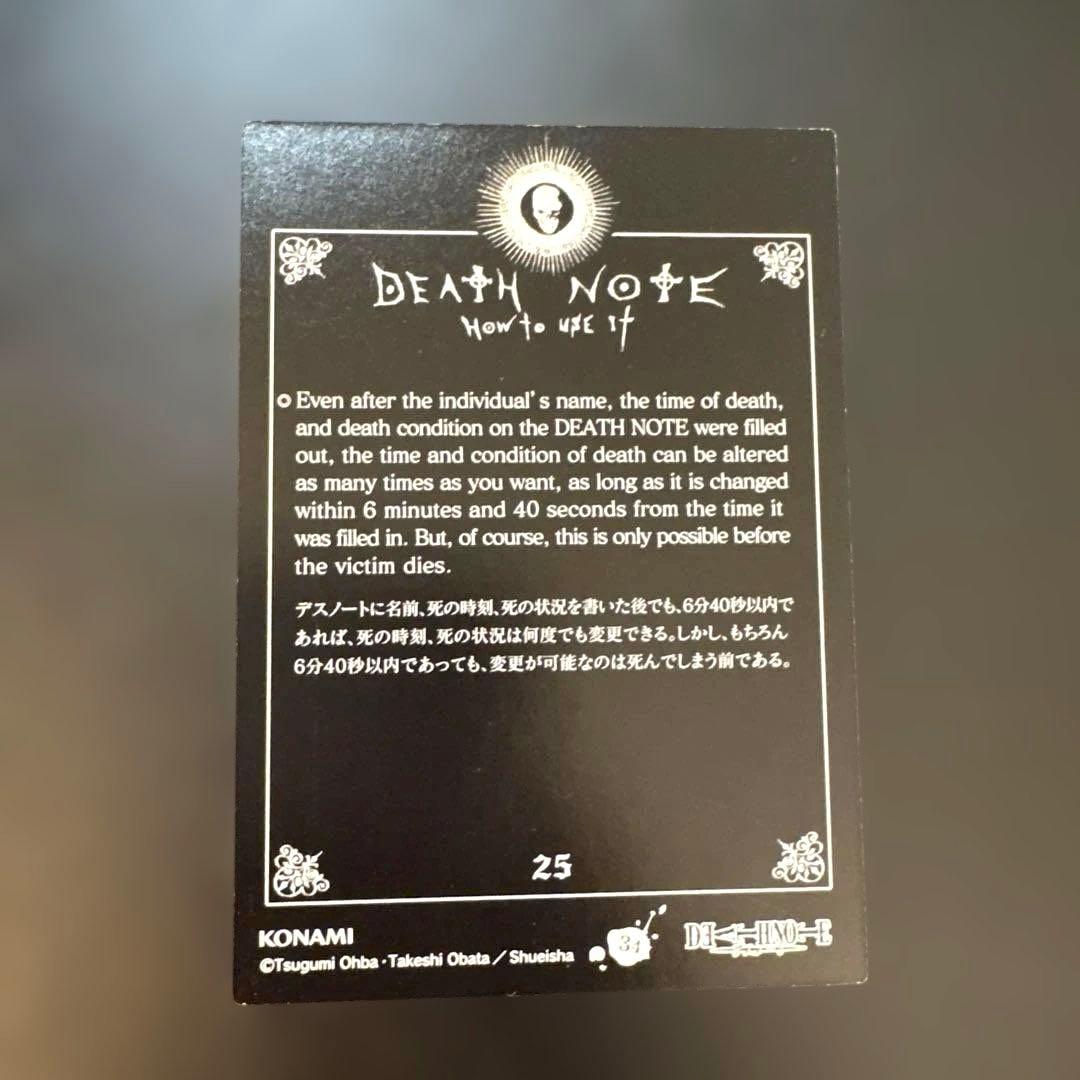 DEATH NOTE
HOW to USE It
Even after the individual's name, the time of death,
and death condition on the DEATH NOTE were filled
out, the time and condition of death can be altered
as many times as you want, as long as it is changed
within 6 minutes and 40 seconds from the time it
was filled in. But, of course, this is only possible before
the victim dies.
デスノートに名前、死の時刻、死の状況を書いた後でも、6分40秒以内で
あれば、死の時刻、死の状況は何度でも変更できる。しかし、もちろん
6分40秒以内であっても、変更が可能なのは死んでしまう前である。
25
KONAMI
©Tsugumi Ohba・Takeshi Obata／Shueisha
34
DEATH NOTE